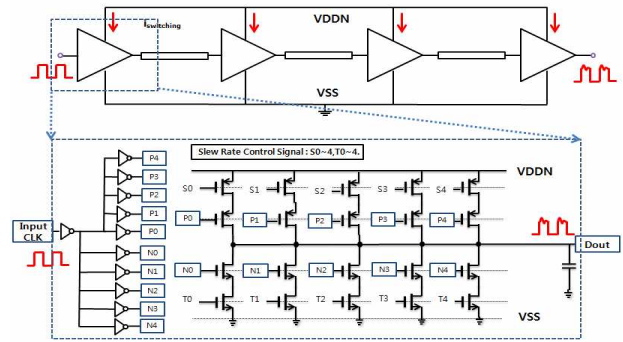 Iswitching
VDDN
VSS
Slew Rate Control Signal : S0~4,T0~4.
VDDN
P4
P3
P2
P1
P0
Input
CLK
N0
N1
N2
N3
N4
S0
S1
S2
S3
S4
P0
P1
P2
P3
P4
Dout
N0
N1
N2
N3
N4
T0
T1
T2
T3
T4
VSS